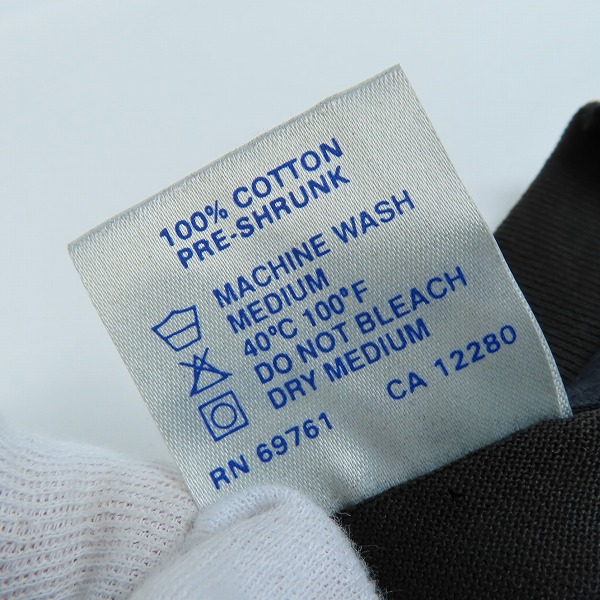 100% COTTON
PRE-SHRUNK
MACHINE WASH
MEDIUM
40°C 100°F
DO NOT BLEACH
DRY MEDIUM
RN 69761 CA 12280